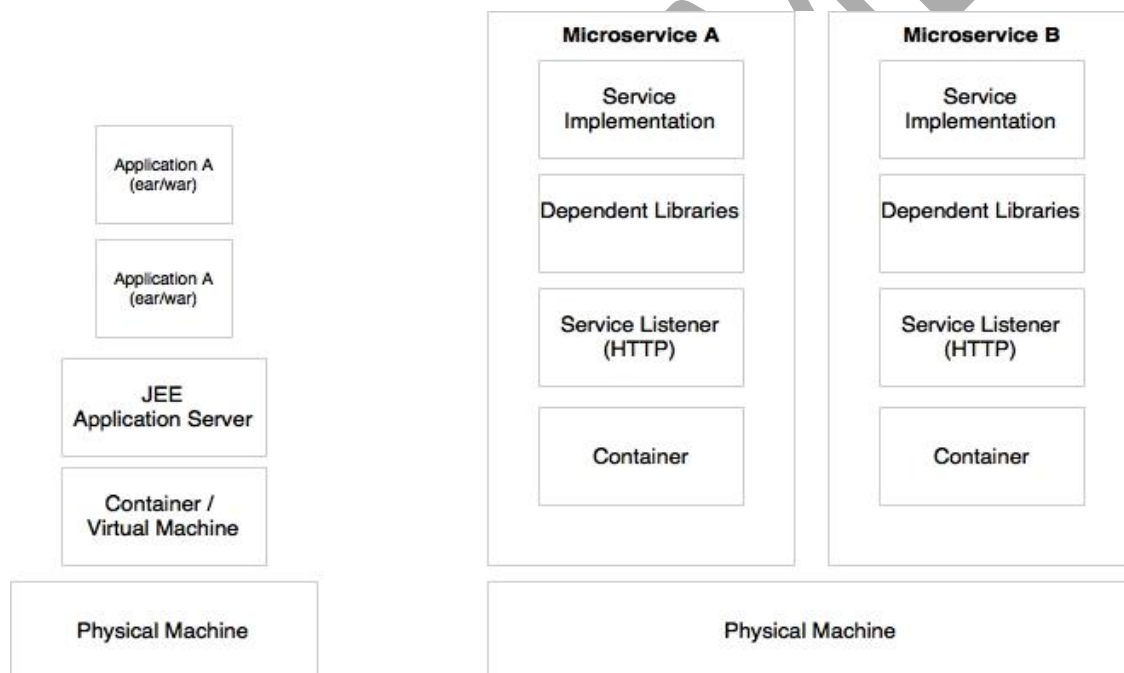 Application A
(ear/war)
Application A
(ear/war)
JEE
Application Server
Container /
Virtual Machine
Physical Machine
Microservice A
Service
Implementation
Dependent Libraries
Service Listener
(HTTP)
Container
Microservice B
Service
Implementation
Dependent Libraries
Service Listener
(HTTP)
Container
Physical Machine